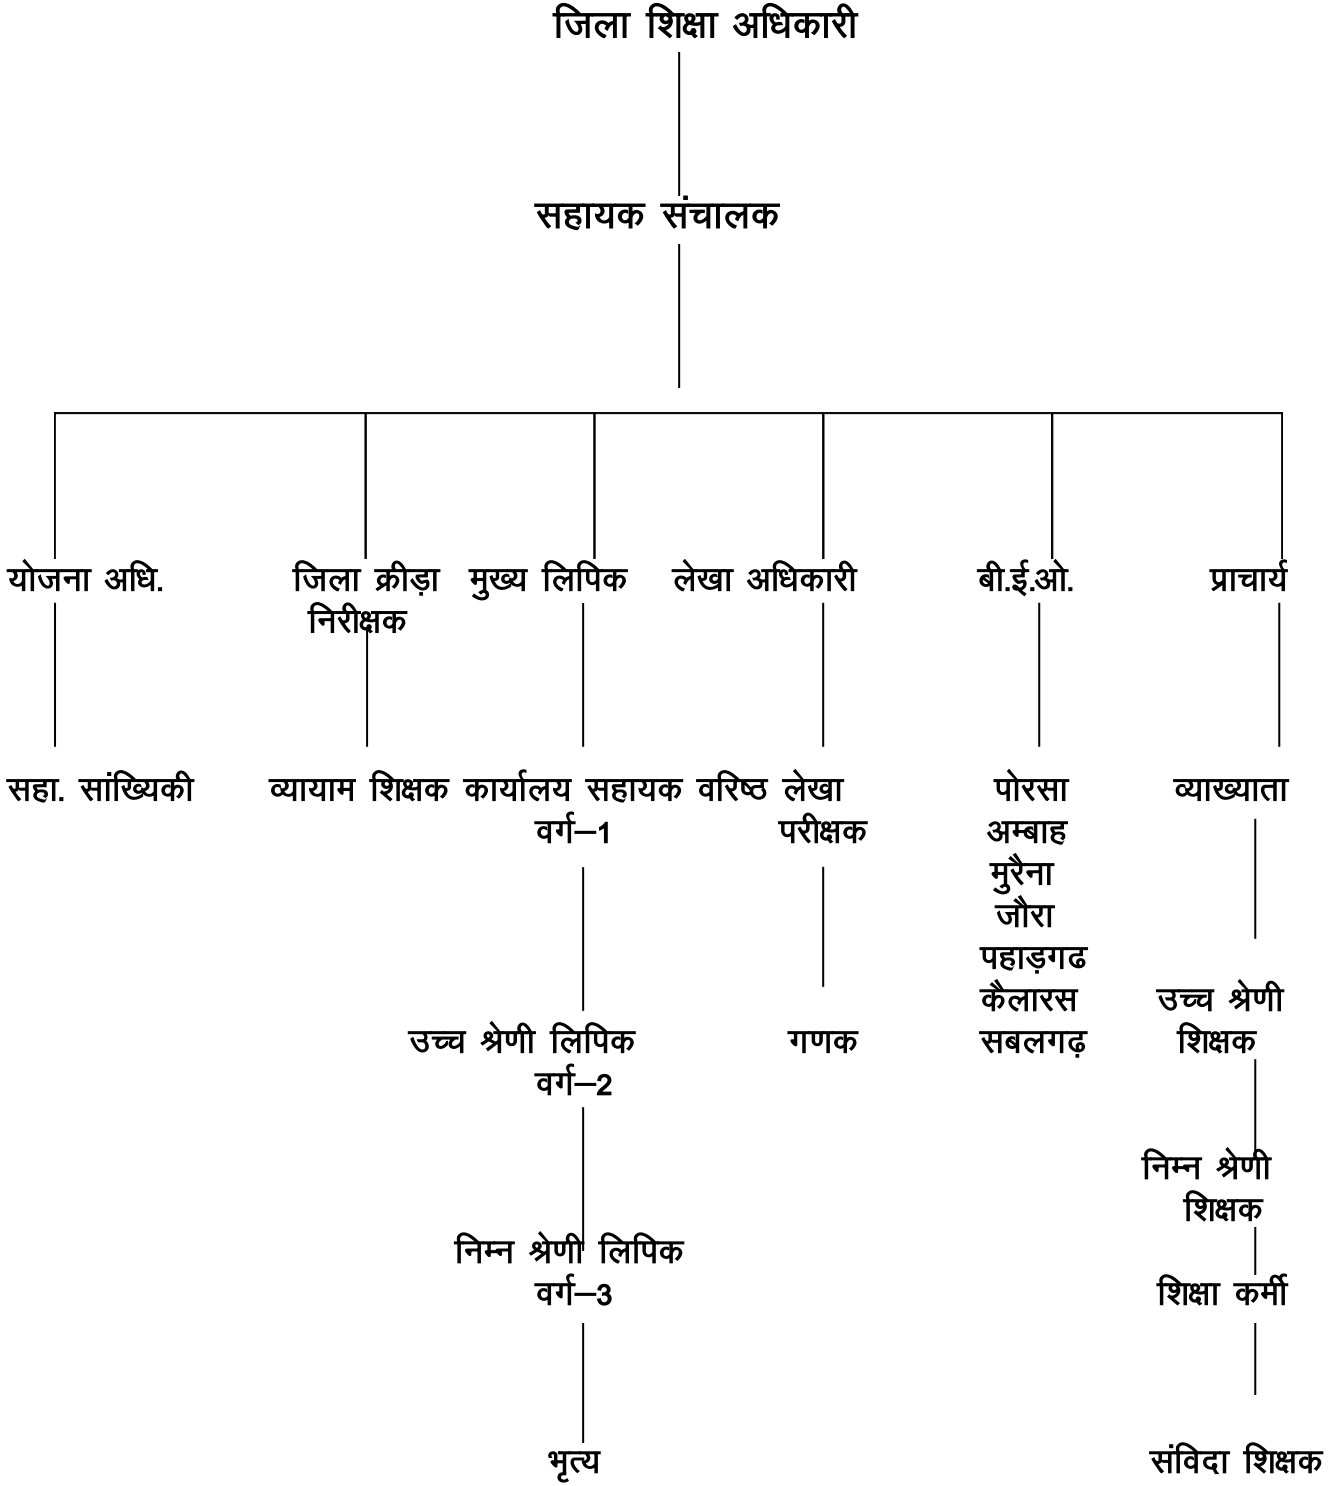 जिला शिक्षा अधिकारी
सहायक संचालक
योजना अधि. जिला क्रीड़ा मुख्य लिपिक लेखा अधिकारी बी.ई.ओ. प्राचार्य
निरीक्षक
सहा. सांख्यिकी व्यायाम शिक्षक कार्यालय सहायक वरिष्ठ लेखा पोरसा व्याख्याता
वर्ग–1 परीक्षक अम्बाह
मुरैना
जौरा
पहाड़गढ
कैलारस उच्च श्रेणी
उच्च श्रेणी लिपिक गणक सबलगढ़ शिक्षक
वर्ग–2
निम्न श्रेणी
शिक्षक
निम्न श्रेणी लिपिक
वर्ग–3 शिक्षा कर्मी
भृत्य संविदा शिक्षक